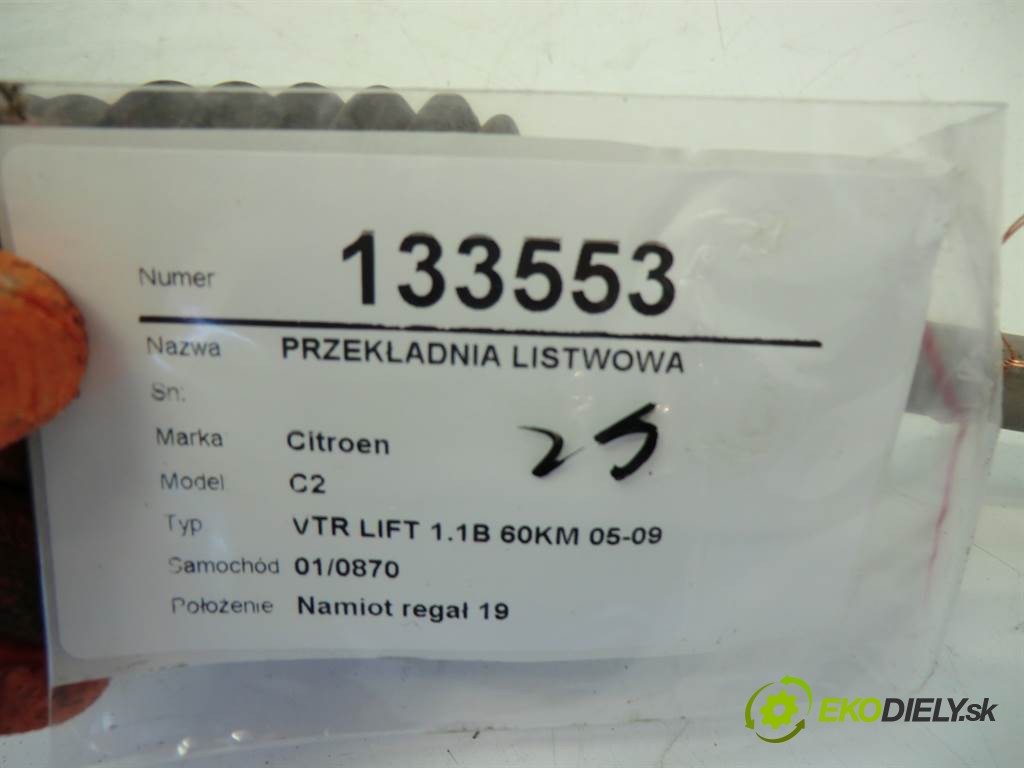 Numer 133553
Nazwa PRZEKŁADNIA LISTWOWA
Sn:
Marka Citroen
25
Model C2
Typ VTR LIFT 1.1B 60KM 05-09
Samochód 01/0870
Położenie Namiot regał 19
EKODIELY.sk